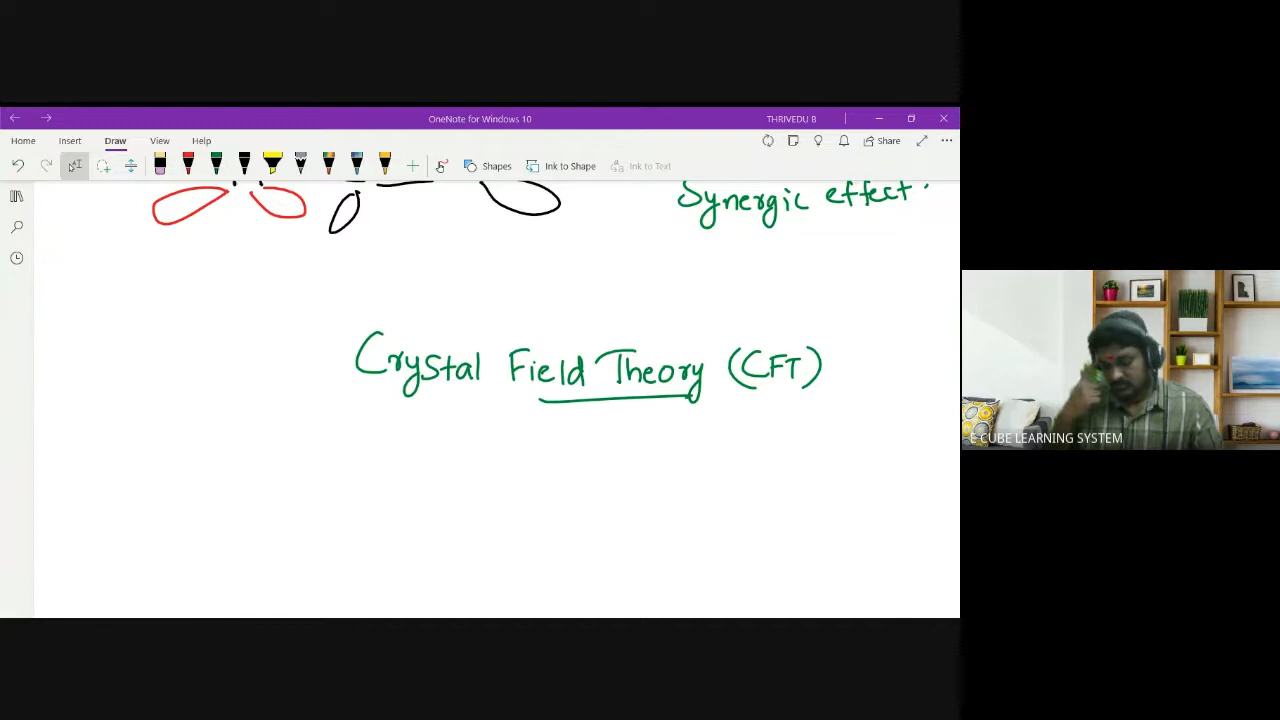 OneNote for Windows 10
THRIVEDU B
Home Insert Draw View Help
Share
Shapes Ink to Shape Ink to Text
Synergic effect.
Crystal Field Theory (CFT)
E CUBE LEARNING SYSTEM